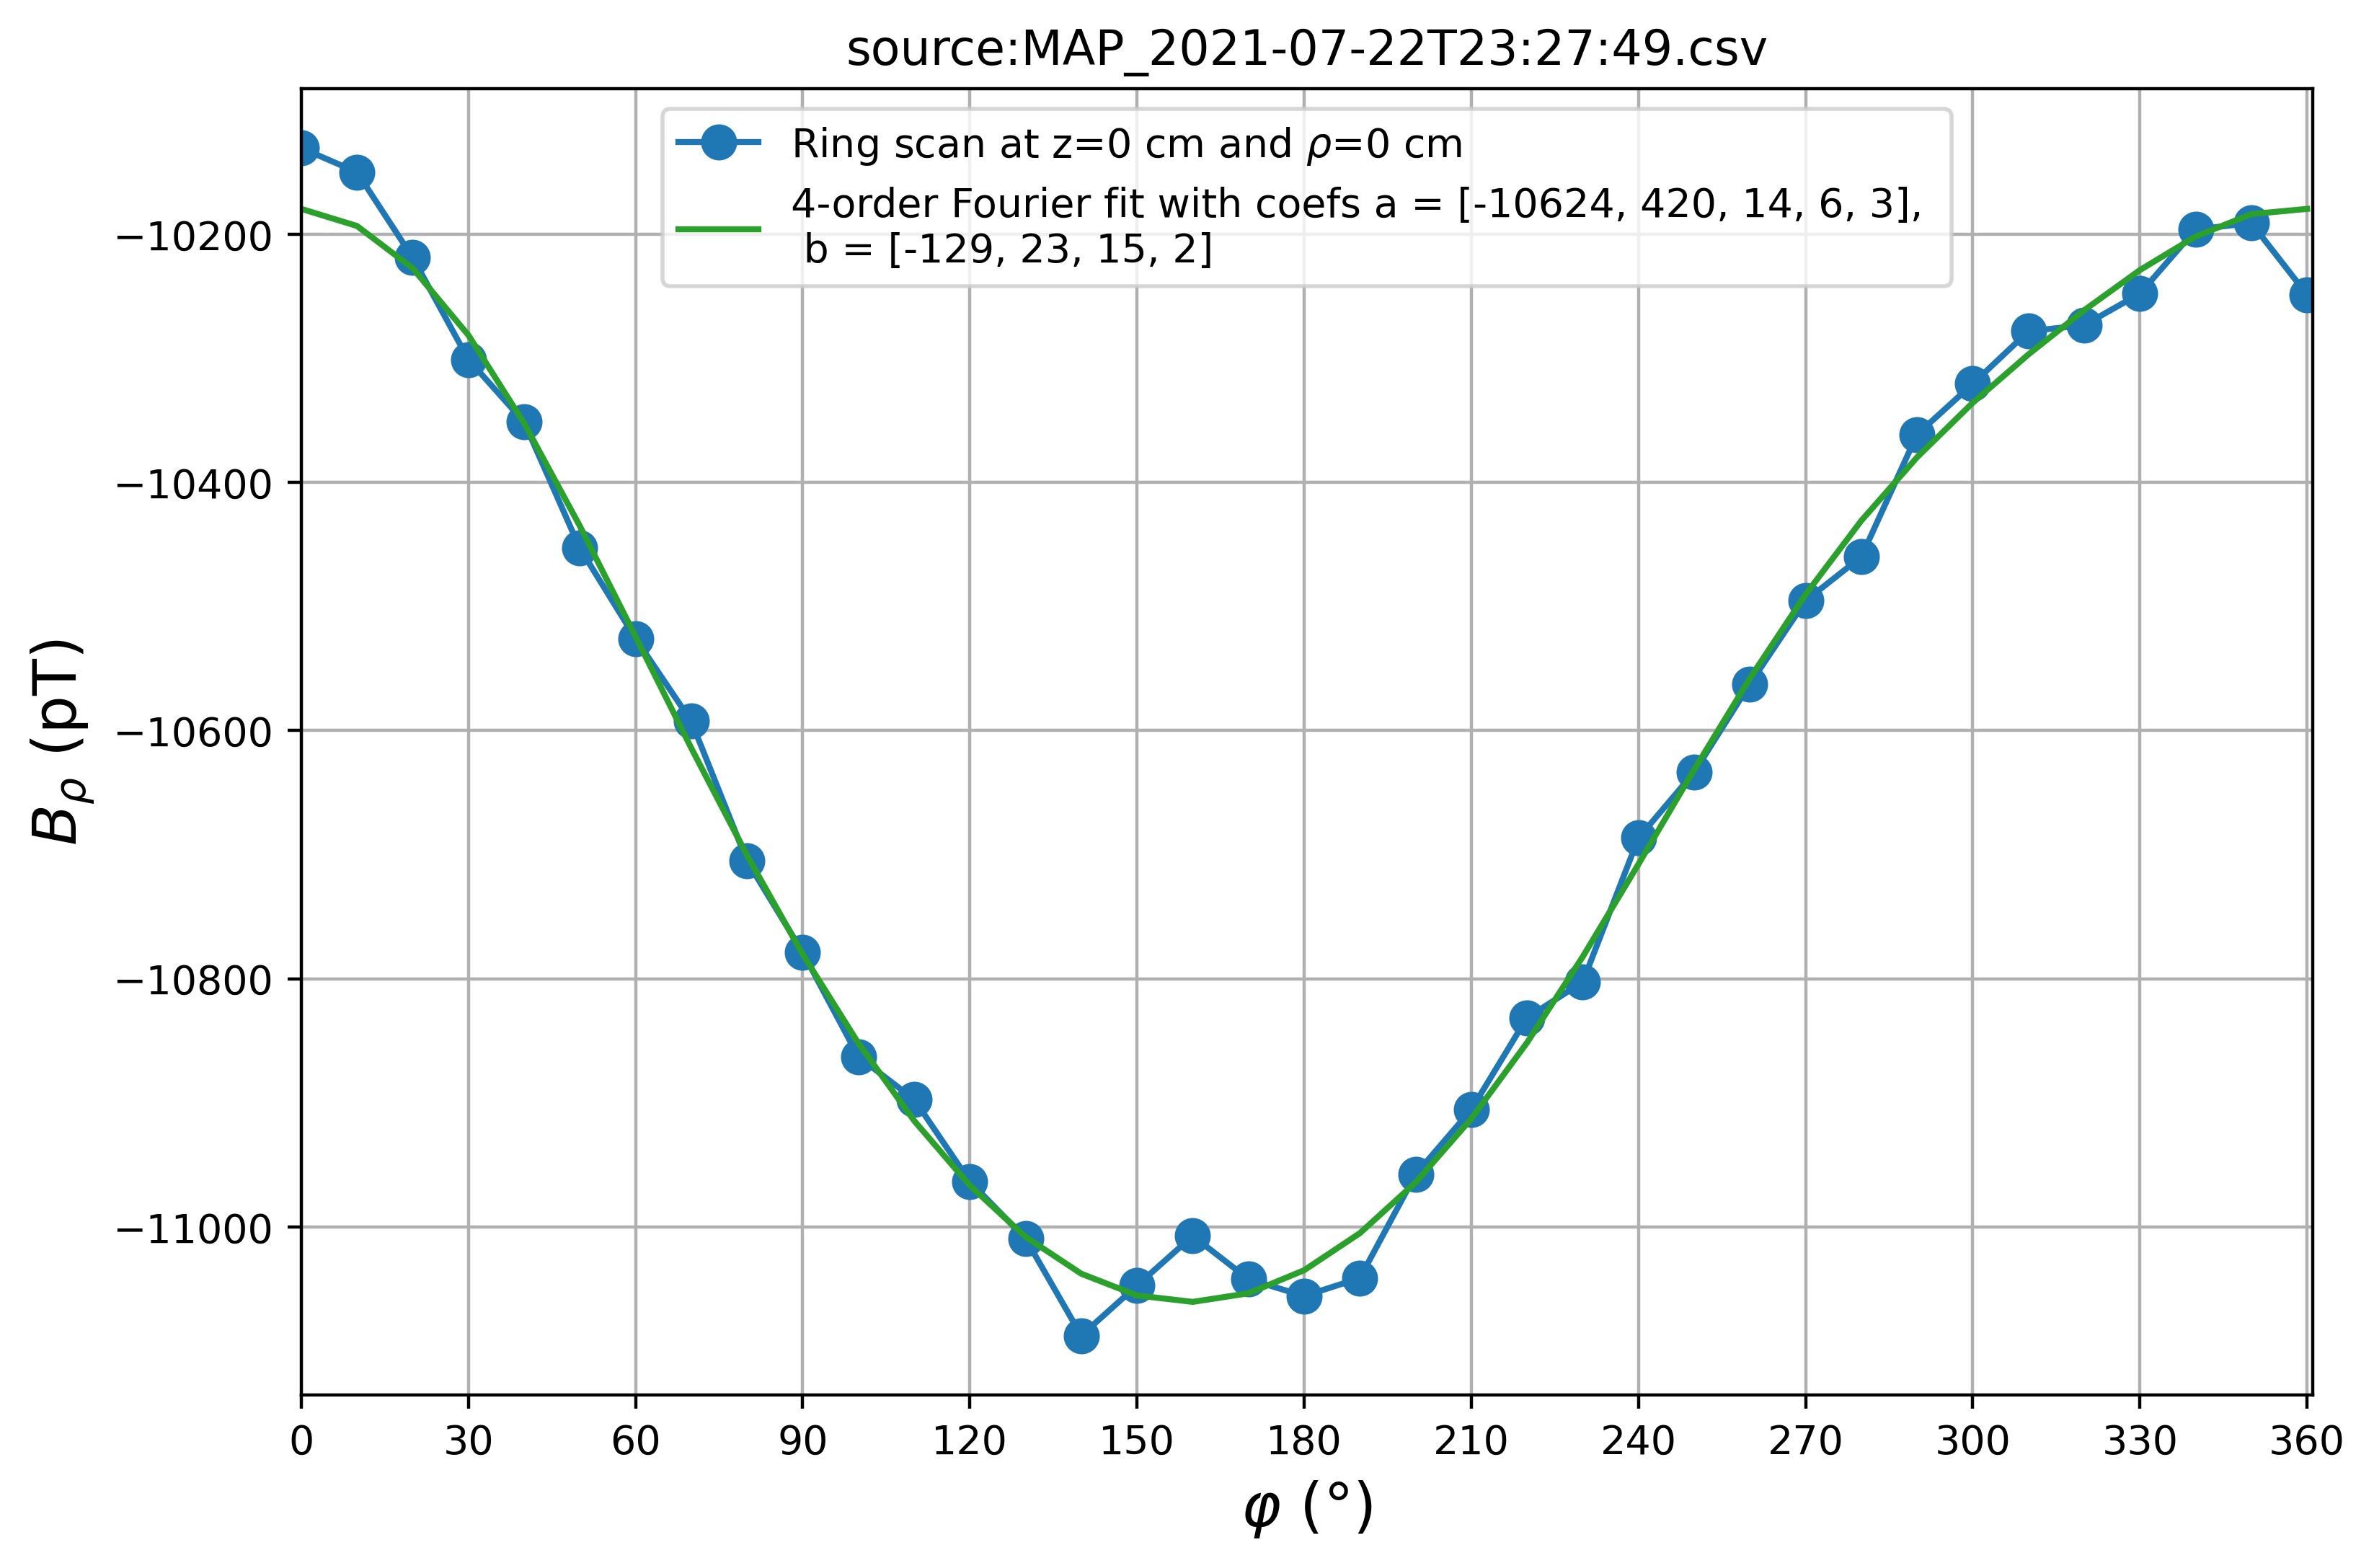 source:MAP_2021-07-22T23:27:49.csv
Ring scan at z=0 cm and ρ=0 cm
4-order Fourier fit with coefs a = [-10624, 420, 14, 6, 3],
b = [-129, 23, 15, 2]
−10200
−10400
−10600
−10800
−11000
Bρ (pT)
0 30 60 90 120 150 180 210 240 270 300 330 360
φ (°)